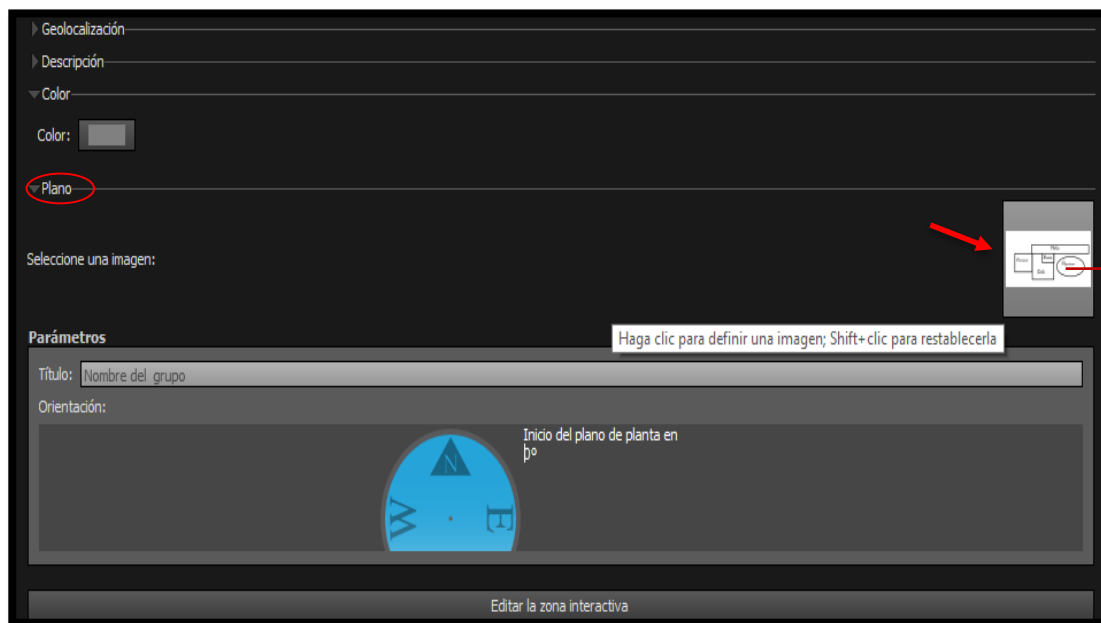 Geolocalización
Descripción
Color
Color:
Plano
Seleccione una imagen:
Haga clic para definir una imagen; Shift+clic para restablecerla
Parámetros
Título: Nombre del grupo
Orientación:
Inicio del plano de planta en
0º
N
W E
Editar la zona interactiva